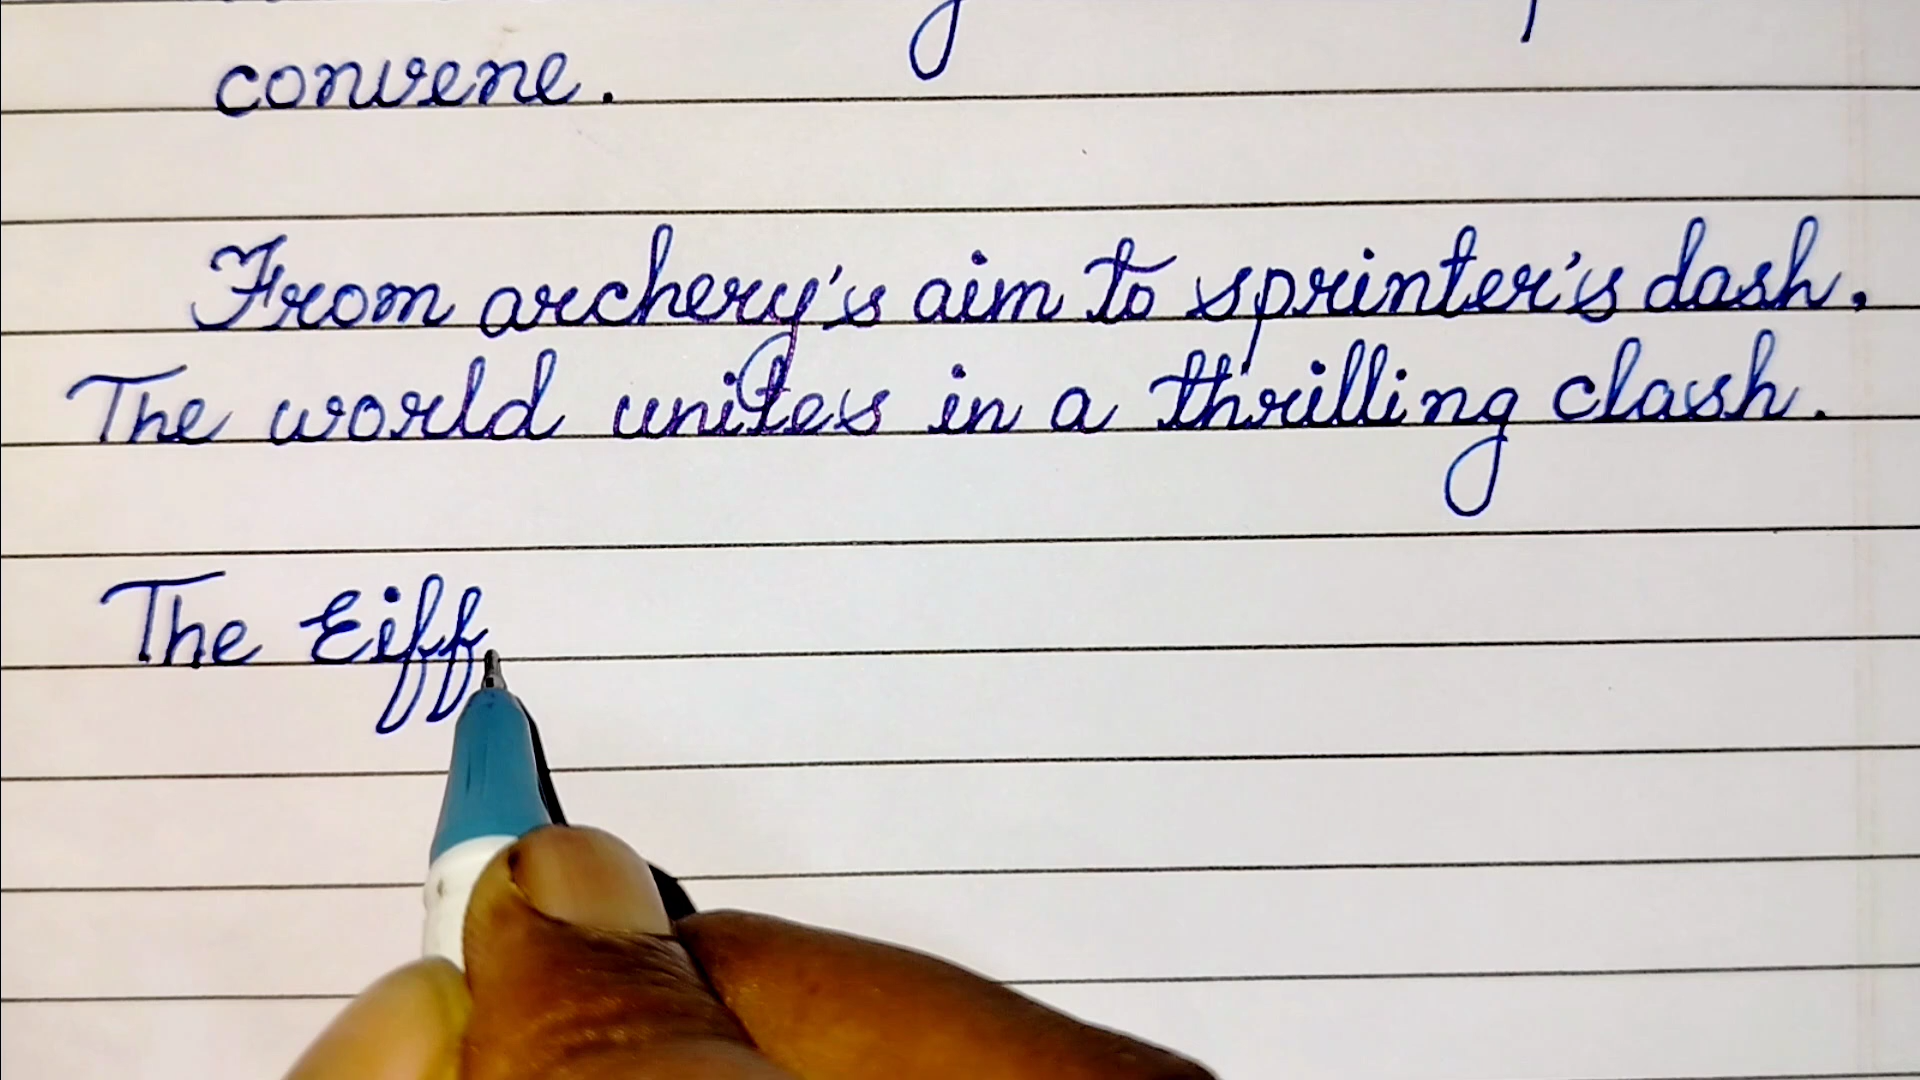 convene.
From archery's aim to sprinter's dash,
The world unites in a thrilling clash.
The Eiff